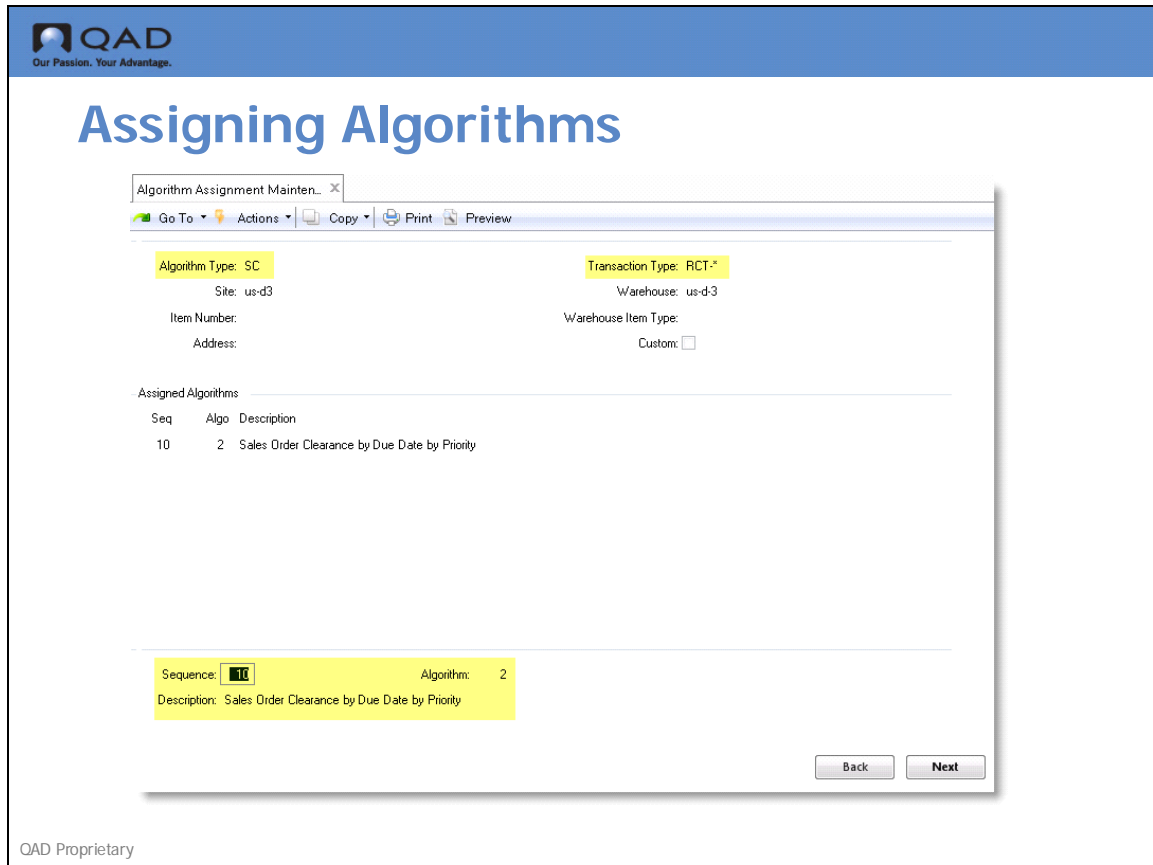 QAD
Our Passion. Your Advantage.
Assigning Algorithms
Algorithm Assignment Mainten...
Go To Actions Copy Print Preview
Algorithm Type: SC Transaction Type: RCT-*
Site: us-d3 Warehouse: us-d-3
Item Number: Warehouse Item Type:
Address: Custom:
Assigned Algorithms
Seq Algo Description
10 2 Sales Order Clearance by Due Date by Priority
Sequence: 10 Algorithm: 2
Description: Sales Order Clearance by Due Date by Priority
Back Next
QAD Proprietary